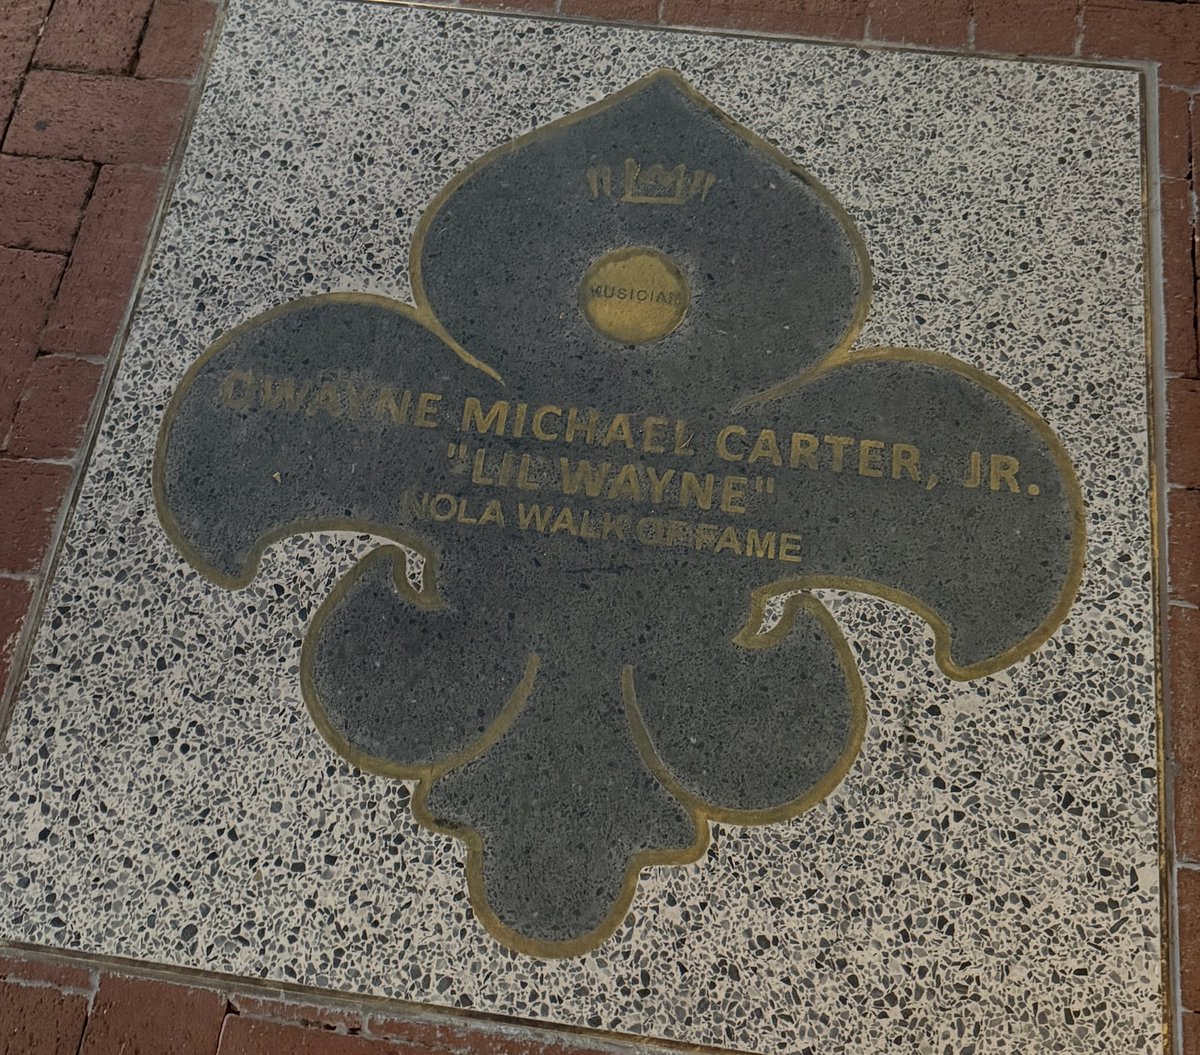 MUSICIAN
DWAYNE MICHAEL CARTER, JR.
"LIL WAYNE"
NOLA WALK OF FAME